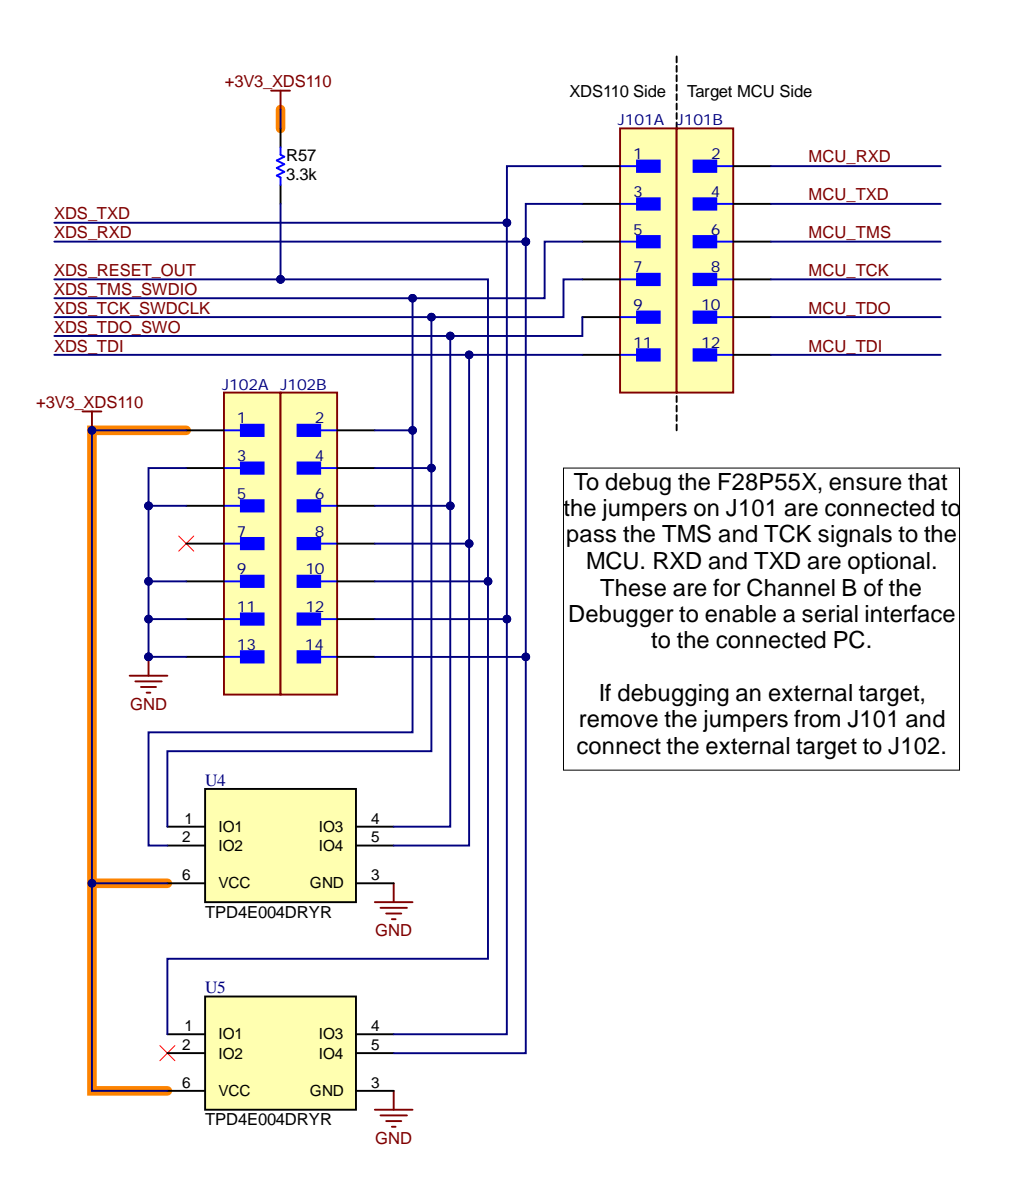 +3V3_XDS110
XDS110 Side
Target MCU Side
J101A
J101B
R57
3.3k
1
2
MCU_RXD
3
4
MCU_TXD
XDS_TXD
XDS_RXD
5
6
MCU_TMS
XDS_RESET_OUT
7
8
MCU_TCK
XDS_TMS_SWDIO
XDS_TCK_SWDCLK
9
10
MCU_TDO
XDS_TDO_SWO
XDS_TDI
11
12
MCU_TDI
J102A
J102B
+3V3_XDS110
1
2
3
4
5
6
7
8
9
10
11
12
13
14
GND
To debug the F28P55X, ensure that
the jumpers on J101 are connected to
pass the TMS and TCK signals to the
MCU. RXD and TXD are optional.
These are for Channel B of the
Debugger to enable a serial interface
to the connected PC.
If debugging an external target,
remove the jumpers from J101 and
connect the external target to J102.
U4
1
IO1
IO3
4
2
IO2
IO4
5
6
VCC
GND
3
TPD4E004DRYR
GND
U5
1
IO1
IO3
4
2
IO2
IO4
5
6
VCC
GND
3
TPD4E004DRYR
GND